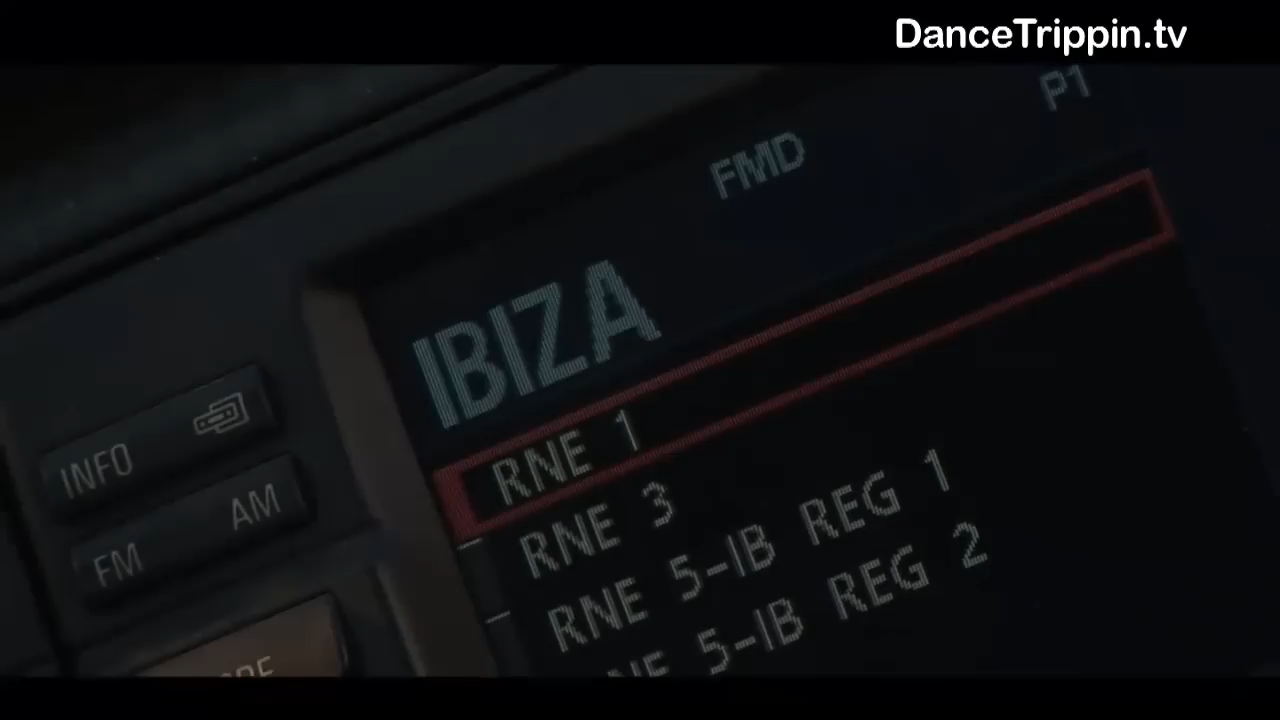 DanceTrippin.tv
P1
FMD
IBIZA
RNE 1
RNE 3
RNE 5-IB REG 1
5-IB REG 2
INFO
AM
FM